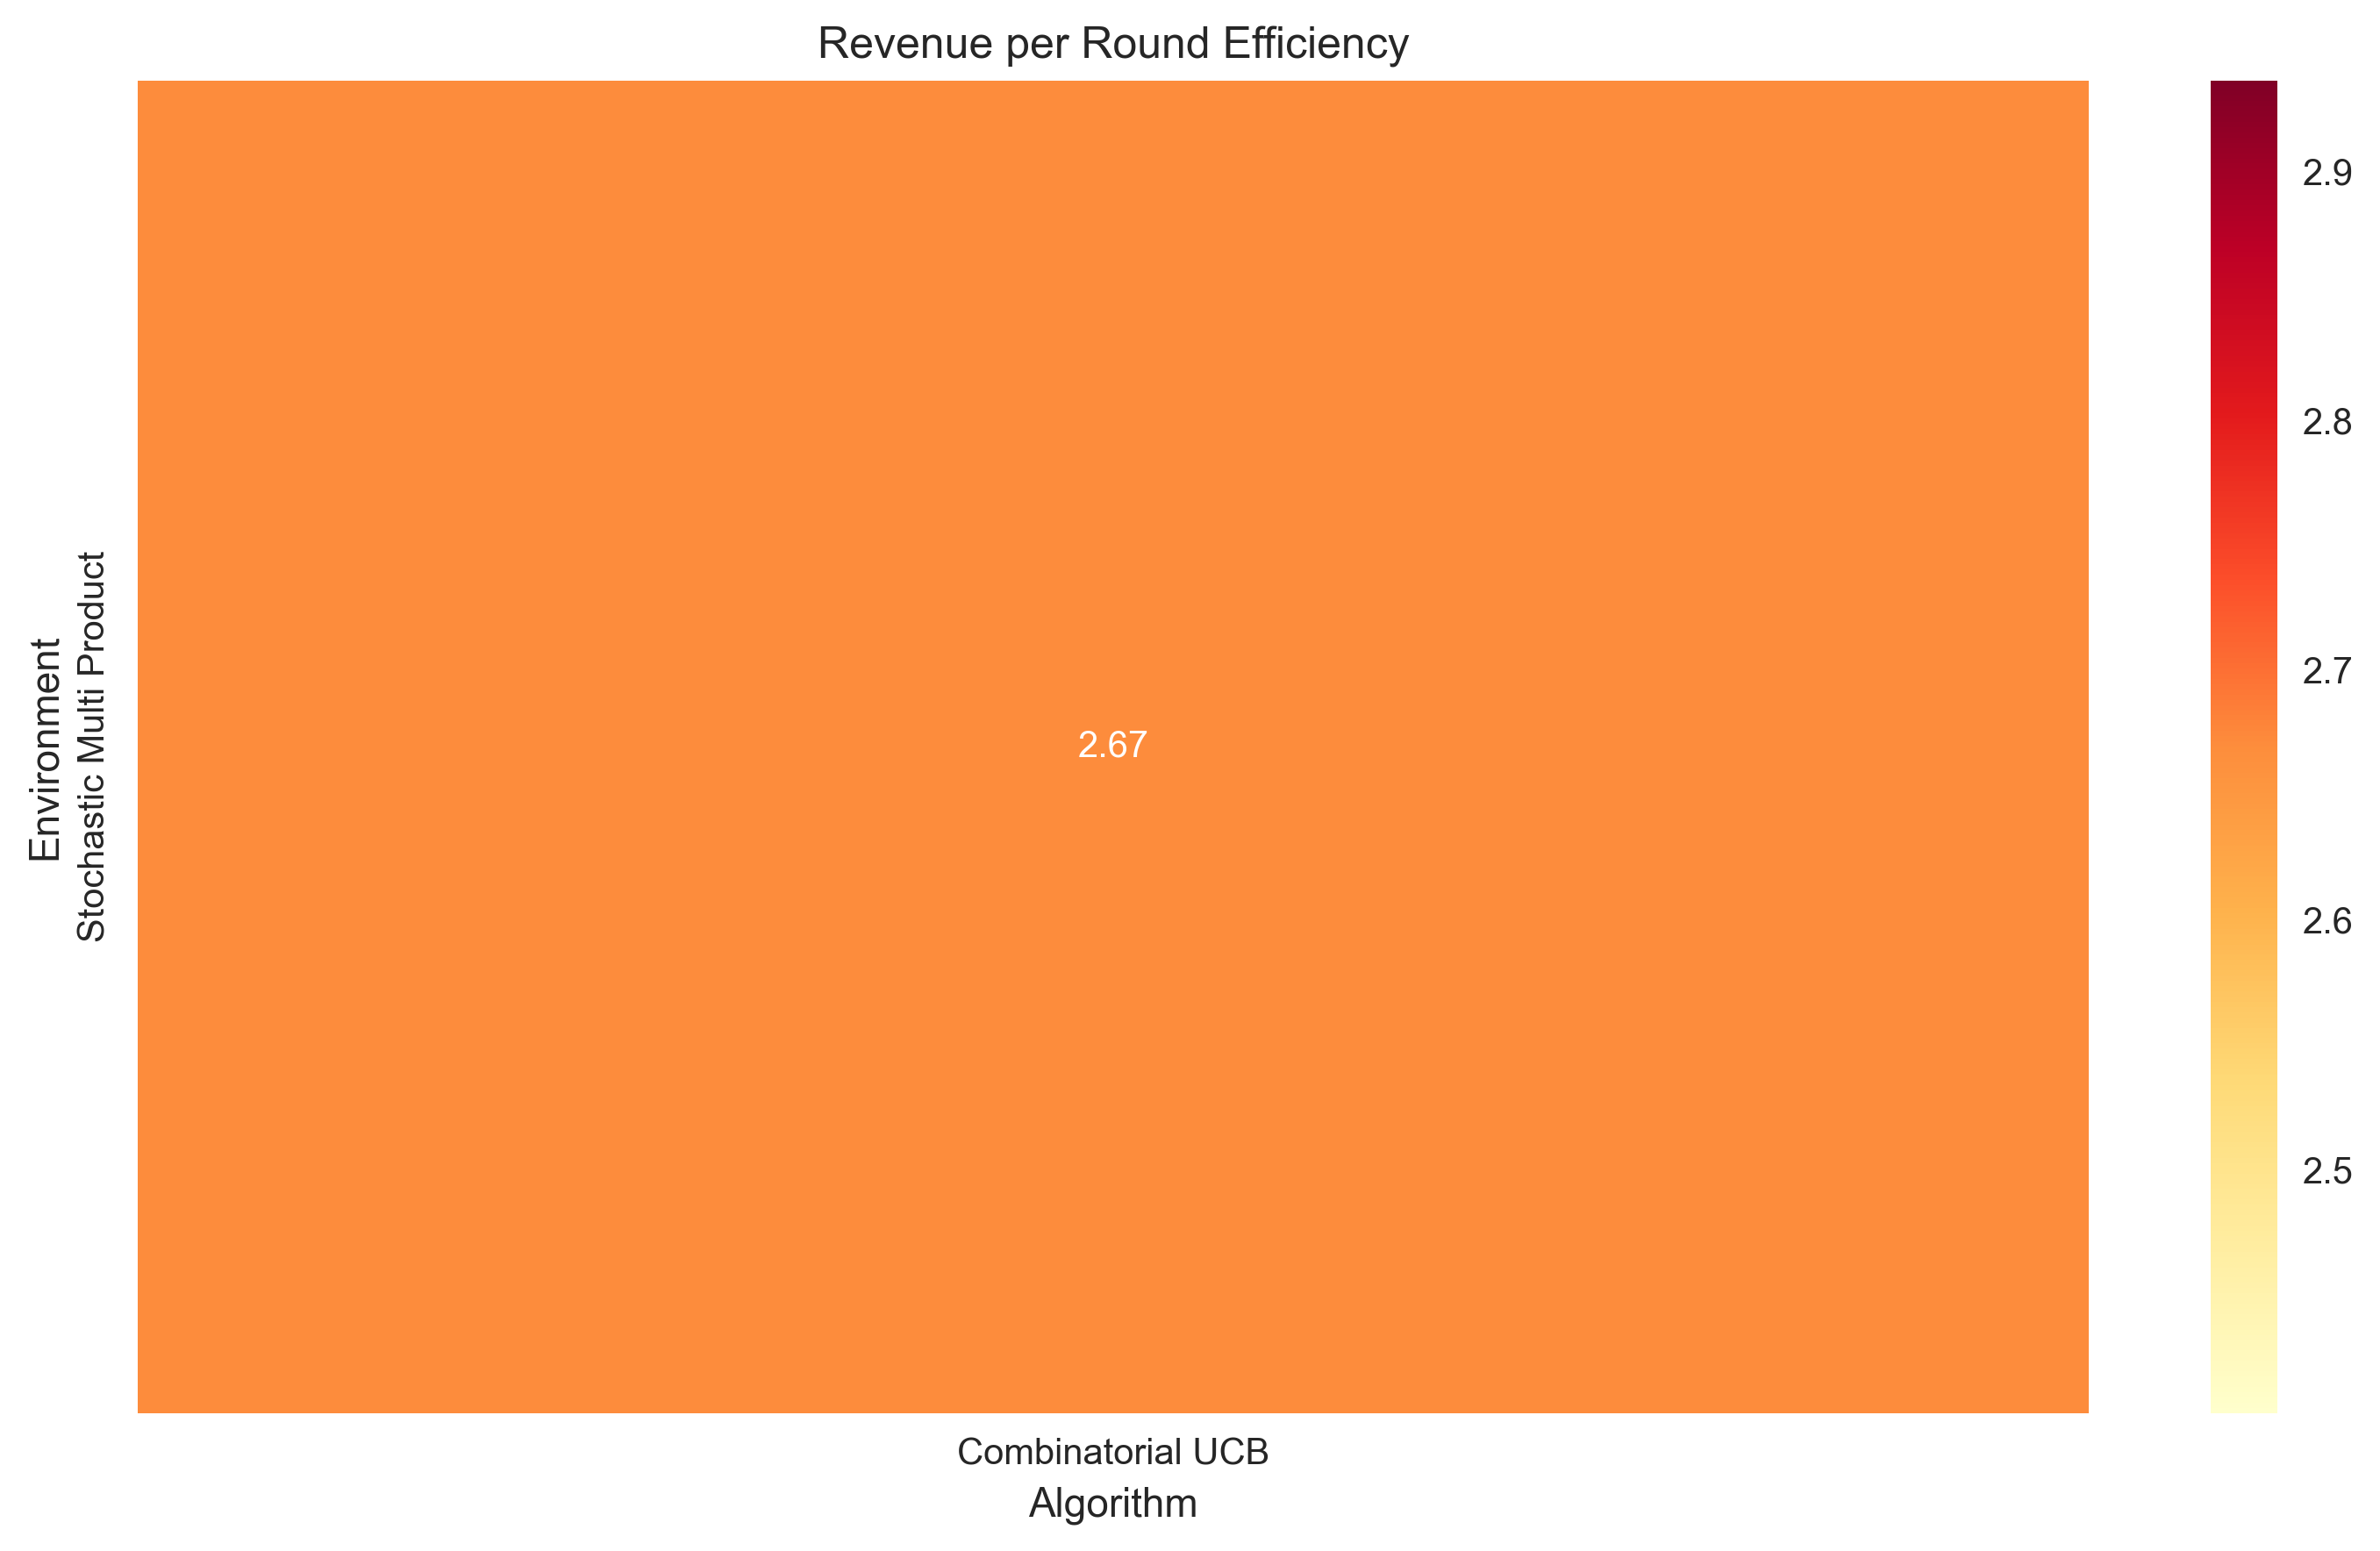 Revenue per Round Efficiency
Environment
Stochastic Multi Product
2.67
Combinatorial UCB
Algorithm
2.9
2.8
2.7
2.6
2.5